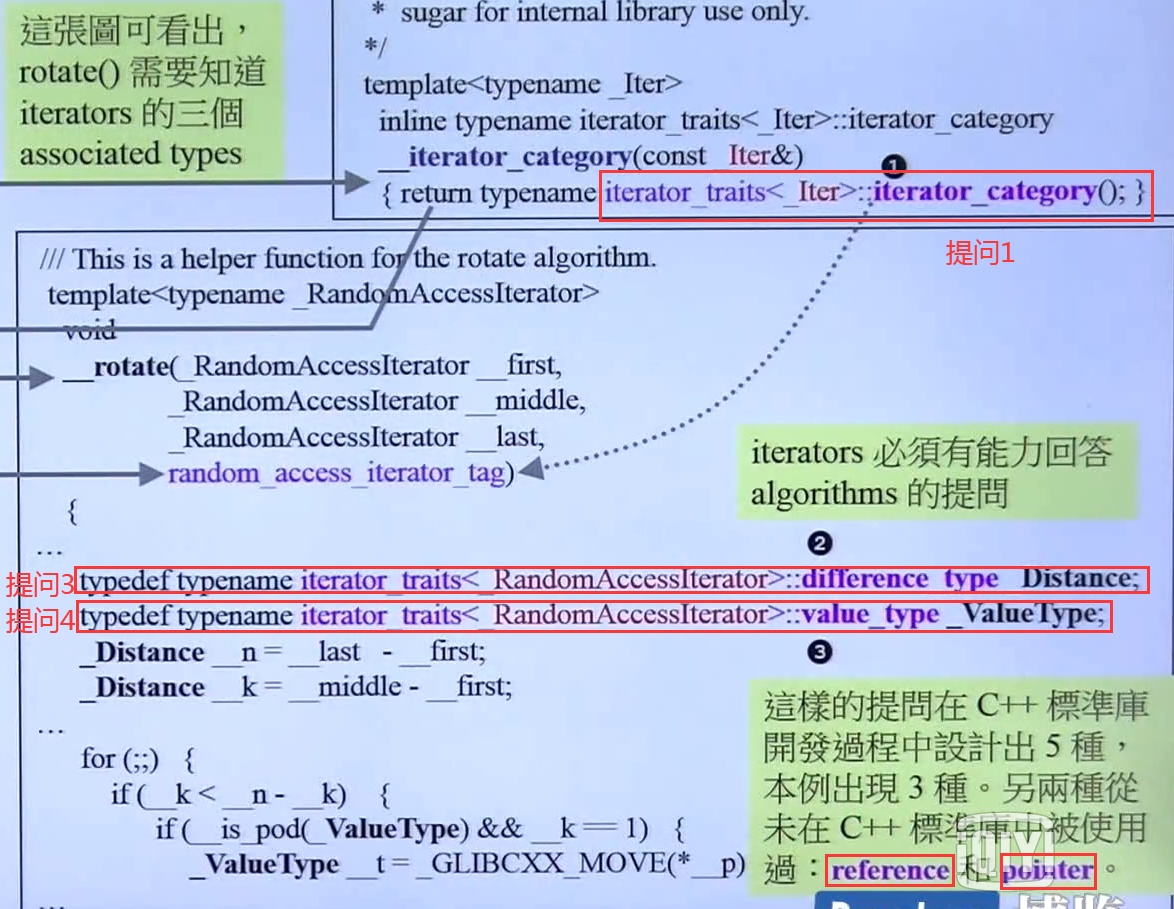 這張圖可看出，
rotate() 需要知道
iterators 的三個
associated types
* sugar for internal library use only.
*/
template<typename _Iter>
inline typename iterator_traits<_Iter>::iterator_category
__iterator_category(const _Iter&)
❶
{ return typename iterator_traits<_Iter>::iterator_category(); }
提问1
/// This is a helper function for the rotate algorithm.
template<typename _RandomAccessIterator>
void
__rotate(_RandomAccessIterator __first,
_RandomAccessIterator __middle,
_RandomAccessIterator __last,
random_access_iterator_tag)
{
iterators 必須有能力回答
algorithms 的提問
…
❷
提问3 typedef typename iterator_traits<_RandomAccessIterator>::difference_type _Distance;
提问4 typedef typename iterator_traits<_RandomAccessIterator>::value_type _ValueType;
❸
_Distance __n = __last - __first;
_Distance __k = __middle - __first;
…
for (;;) {
if (__k < __n - __k) {
if (__is_pod(_ValueType) && __k == 1) {
_ValueType __t = _GLIBCXX_MOVE(*__p)
…
這樣的提問在 C++ 標準庫
開發過程中設計出 5 種，
本例出現 3 種。另兩種從
未在 C++ 標準庫中被使用
過：reference 和 pointer。
iQIYI